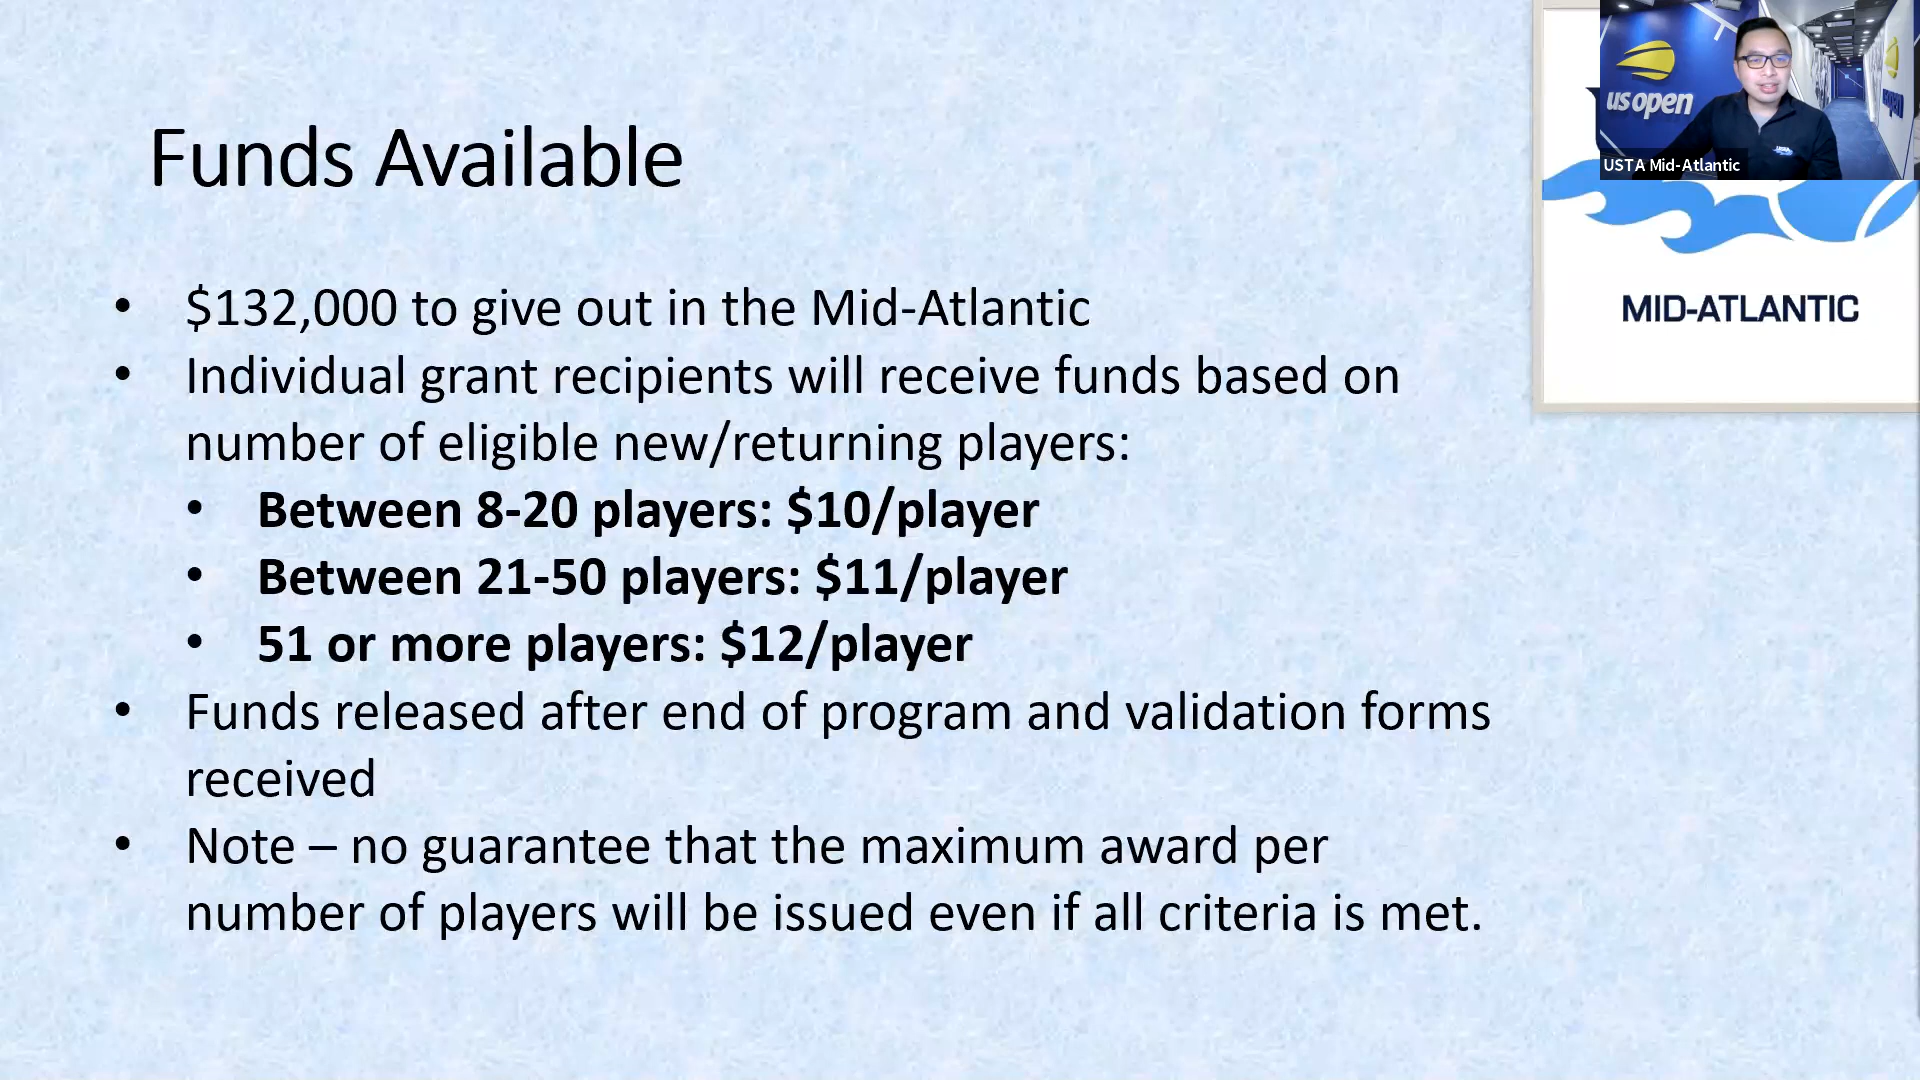 us open
USTA Mid-Atlantic
MID-ATLANTIC
Funds Available
• $132,000 to give out in the Mid-Atlantic
• Individual grant recipients will receive funds based on
number of eligible new/returning players:
• Between 8-20 players: $10/player
• Between 21-50 players: $11/player
• 51 or more players: $12/player
• Funds released after end of program and validation forms
received
• Note – no guarantee that the maximum award per
number of players will be issued even if all criteria is met.